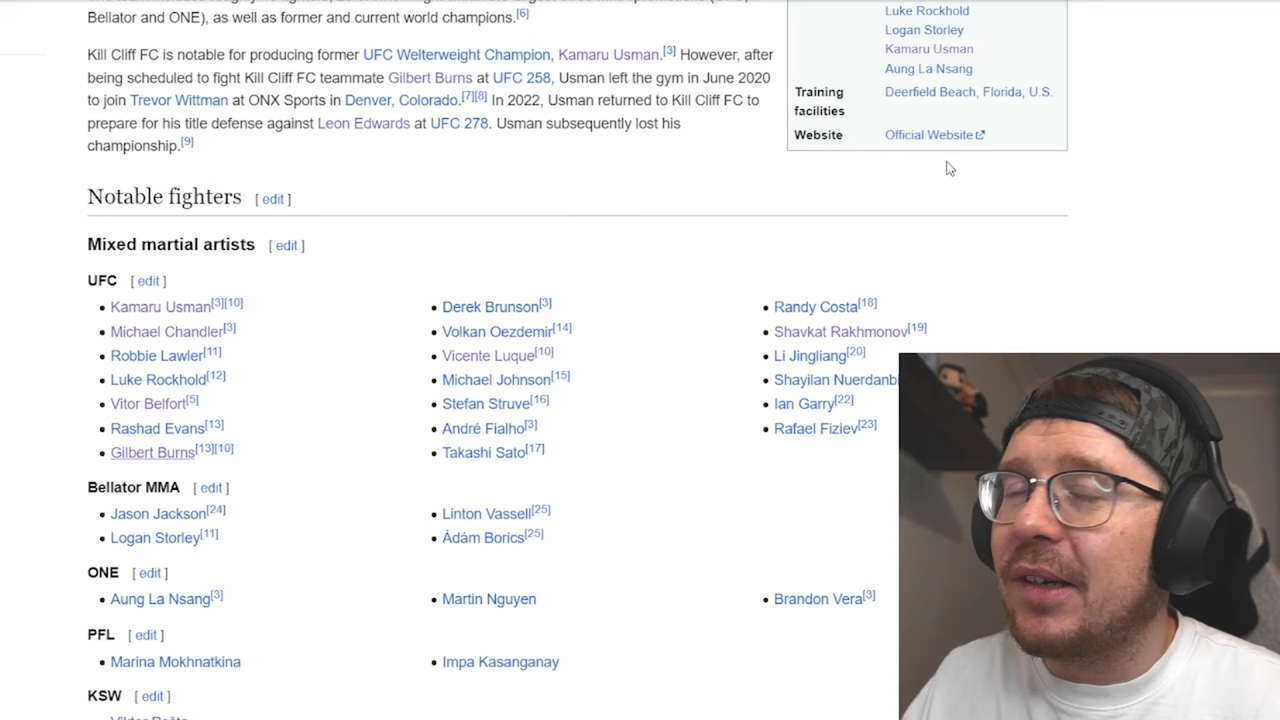 Bellator and ONE), as well as former and current world champions.[6]
Kill Cliff FC is notable for producing former UFC Welterweight Champion, Kamaru Usman.[3] However, after
being scheduled to fight Kill Cliff FC teammate Gilbert Burns at UFC 258, Usman left the gym in June 2020
to join Trevor Wittman at ONX Sports in Denver, Colorado.[7][8] In 2022, Usman returned to Kill Cliff FC to
prepare for his title defense against Leon Edwards at UFC 278. Usman subsequently lost his
championship.[9]
Luke Rockhold
Logan Storley
Kamaru Usman
Aung La Nsang
Training facilities Deerfield Beach, Florida, U.S.
Website Official Website
Notable fighters [ edit ]
Mixed martial artists [ edit ]
UFC [ edit ]
• Kamaru Usman[3][10]
• Michael Chandler[3]
• Robbie Lawler[11]
• Luke Rockhold[12]
• Vitor Belfort[5]
• Rashad Evans[13]
• Gilbert Burns[13][10]
• Derek Brunson[3]
• Volkan Oezdemir[14]
• Vicente Luque[10]
• Michael Johnson[15]
• Stefan Struve[16]
• André Fialho[3]
• Takashi Sato[17]
• Randy Costa[18]
• Shavkat Rakhmonov[19]
• Li Jingliang[20]
• Shayilan Nuerdanbi
• Ian Garry[22]
• Rafael Fiziev[23]
Bellator MMA [ edit ]
• Jason Jackson[24]
• Logan Storley[11]
• Linton Vassell[25]
• Ádám Borics[25]
ONE [ edit ]
• Aung La Nsang[3]
• Martin Nguyen
• Brandon Vera[3]
PFL [ edit ]
• Marina Mokhnatkina
• Impa Kasanganay
KSW [ edit ]